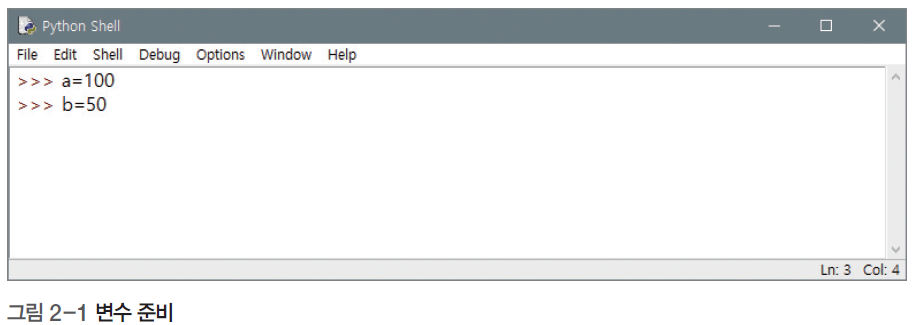 Python Shell
File Edit Shell Debug Options Window Help
>>> a=100
>>> b=50
Ln: 3 Col: 4
그림 2-1 변수 준비